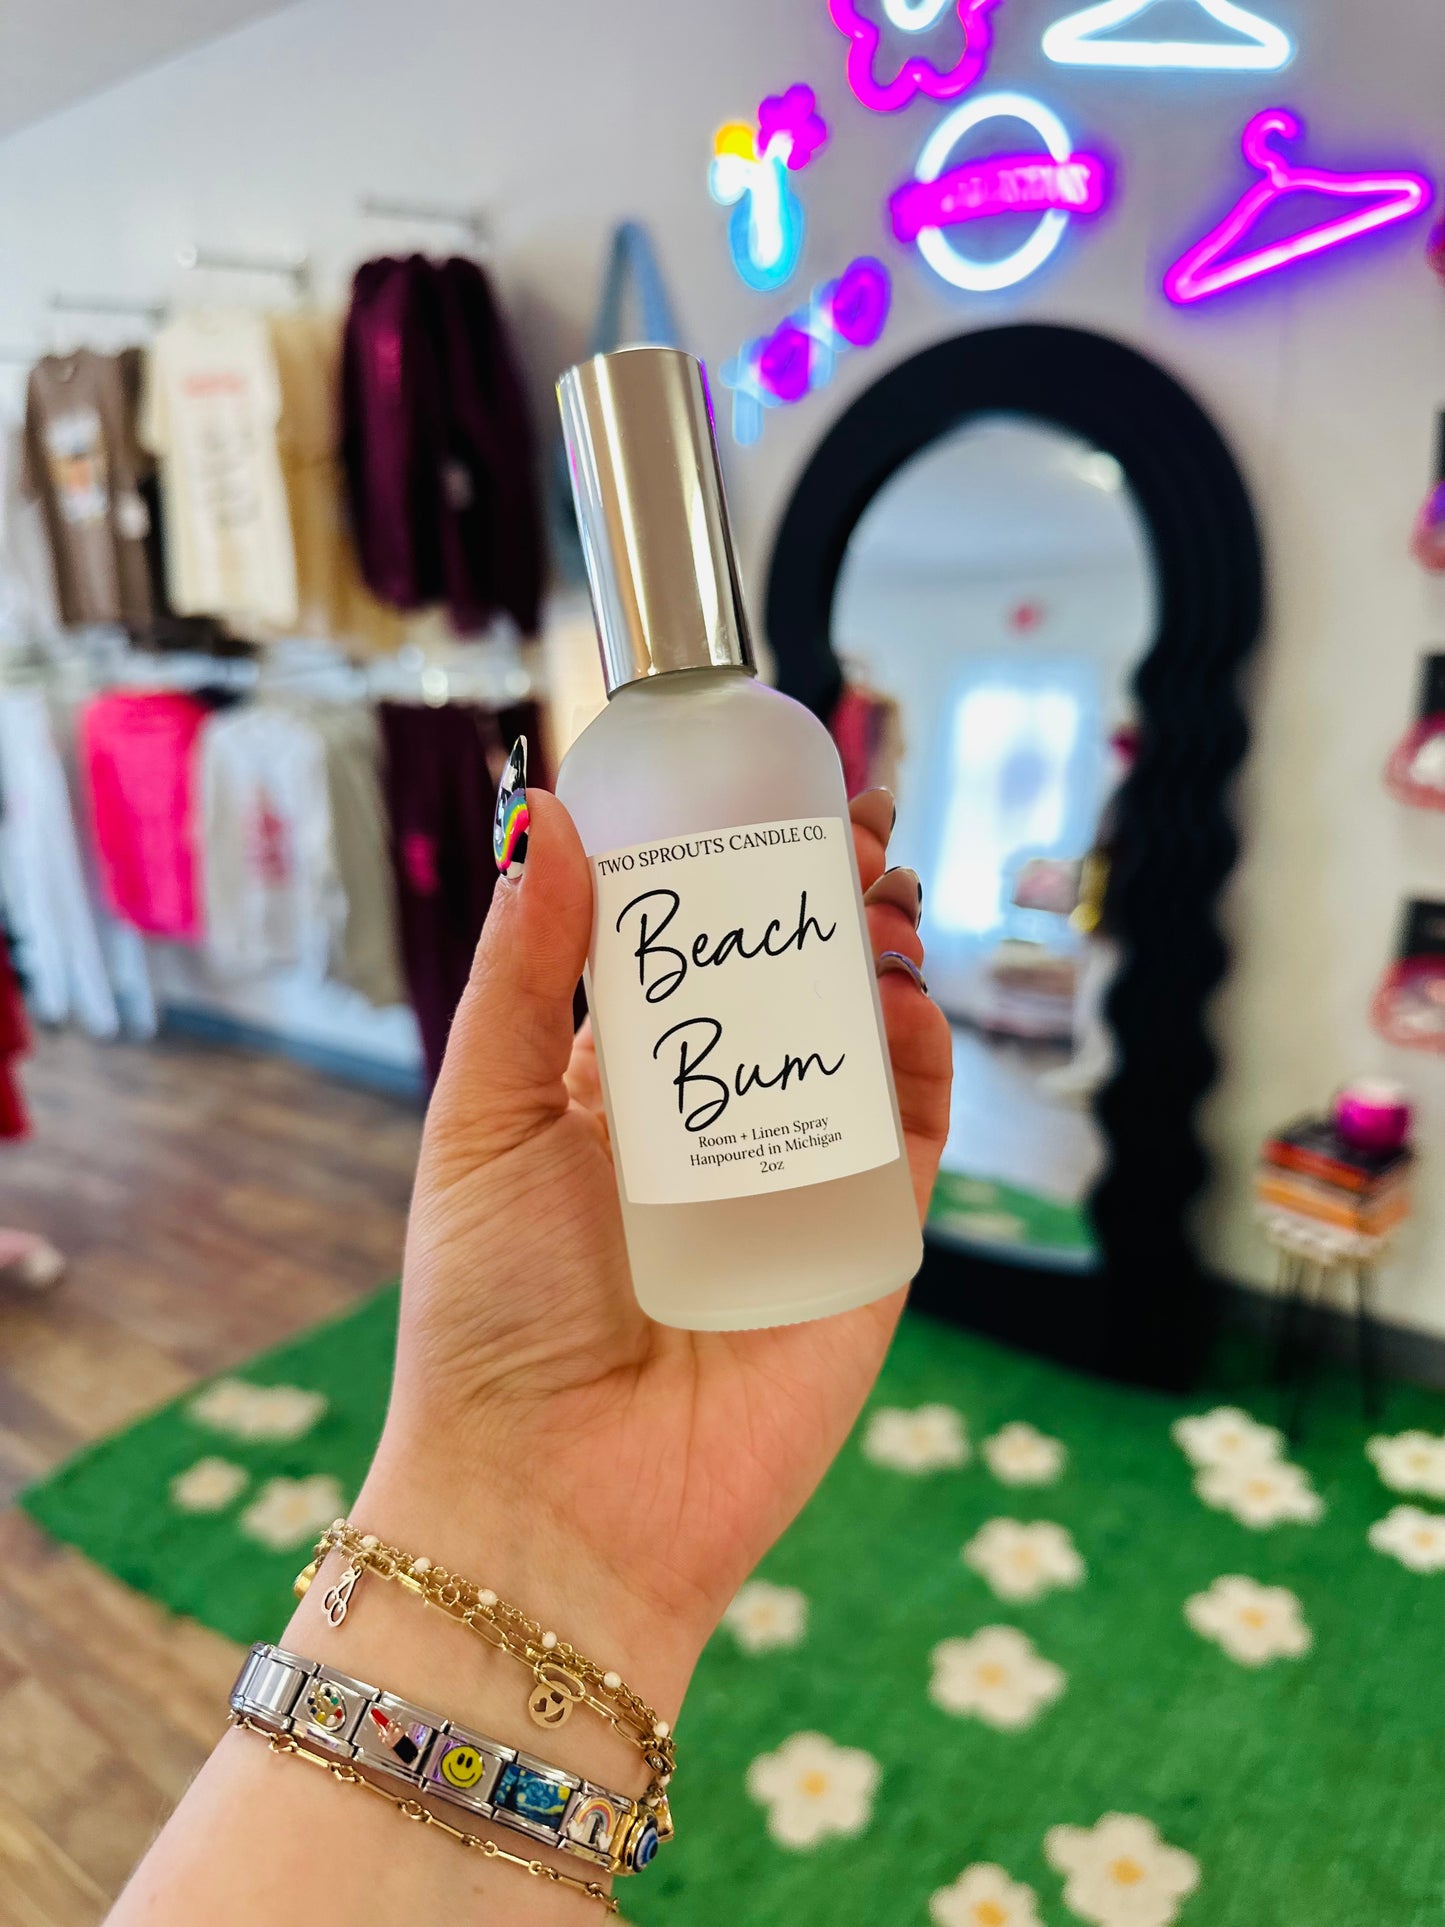 TWO SPROUTS CANDLE CO.
Beach
Bum
Room + Linen Spray
Hanpoured in Michigan
2oz